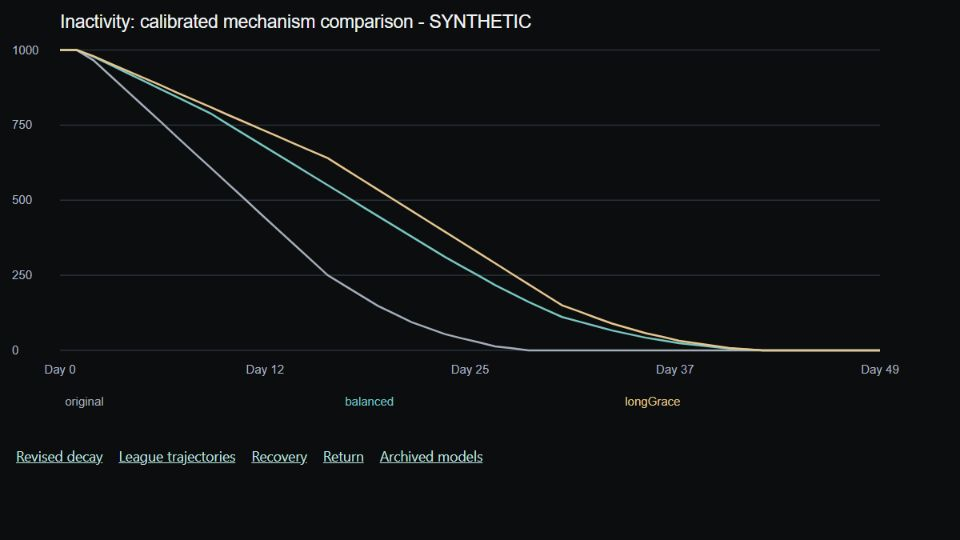 Inactivity: calibrated mechanism comparison - SYNTHETIC
1000
750
500
250
0
Day 0 Day 12 Day 25 Day 37 Day 49
original balanced longGrace
Revised decay League trajectories Recovery Return Archived models